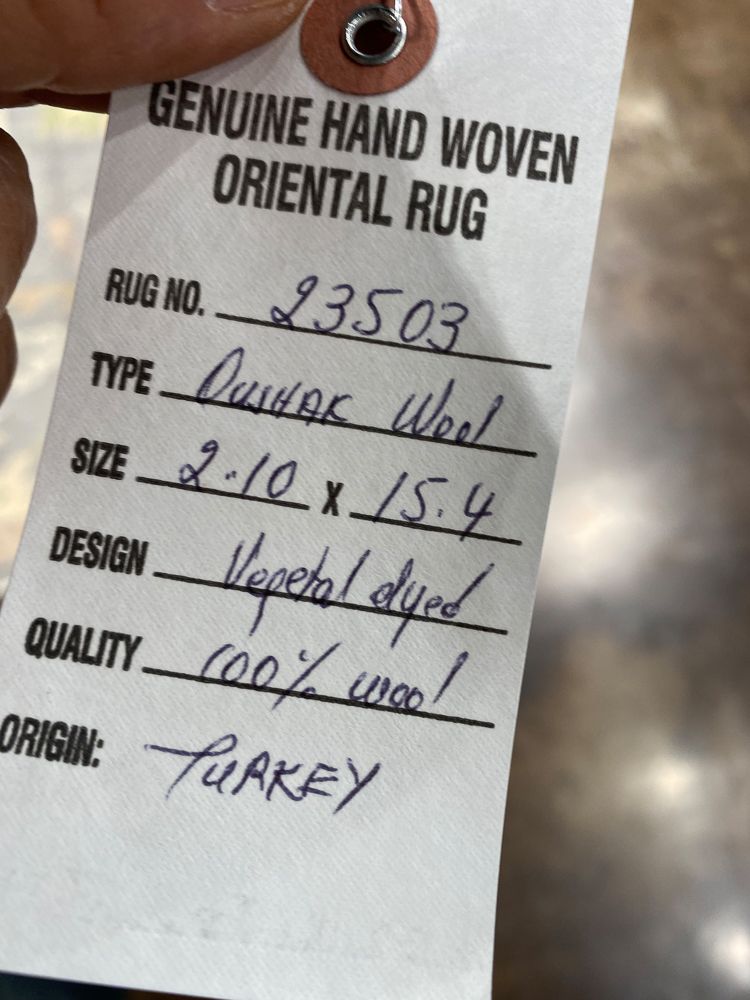 GENUINE HAND WOVEN
ORIENTAL RUG
RUG NO. 23503
TYPE OUSHAK Wool
SIZE 2.10 X 15.4
DESIGN Vegetal dyed
QUALITY 100% wool
ORIGIN: TURKEY